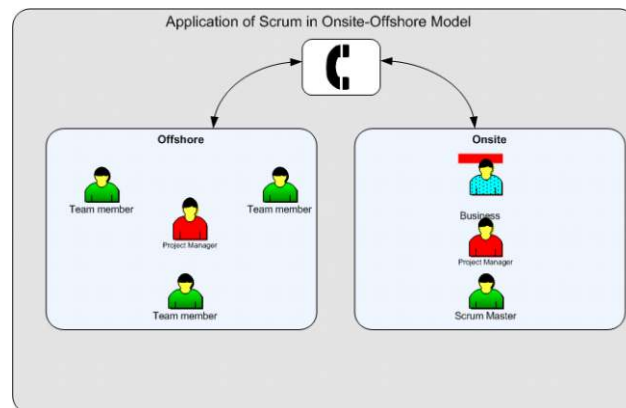 Application of Scrum in Onsite-Offshore Model
Offshore
Team member
Team member
Project Manager
Team member
Onsite
Business
Project Manager
Scrum Master